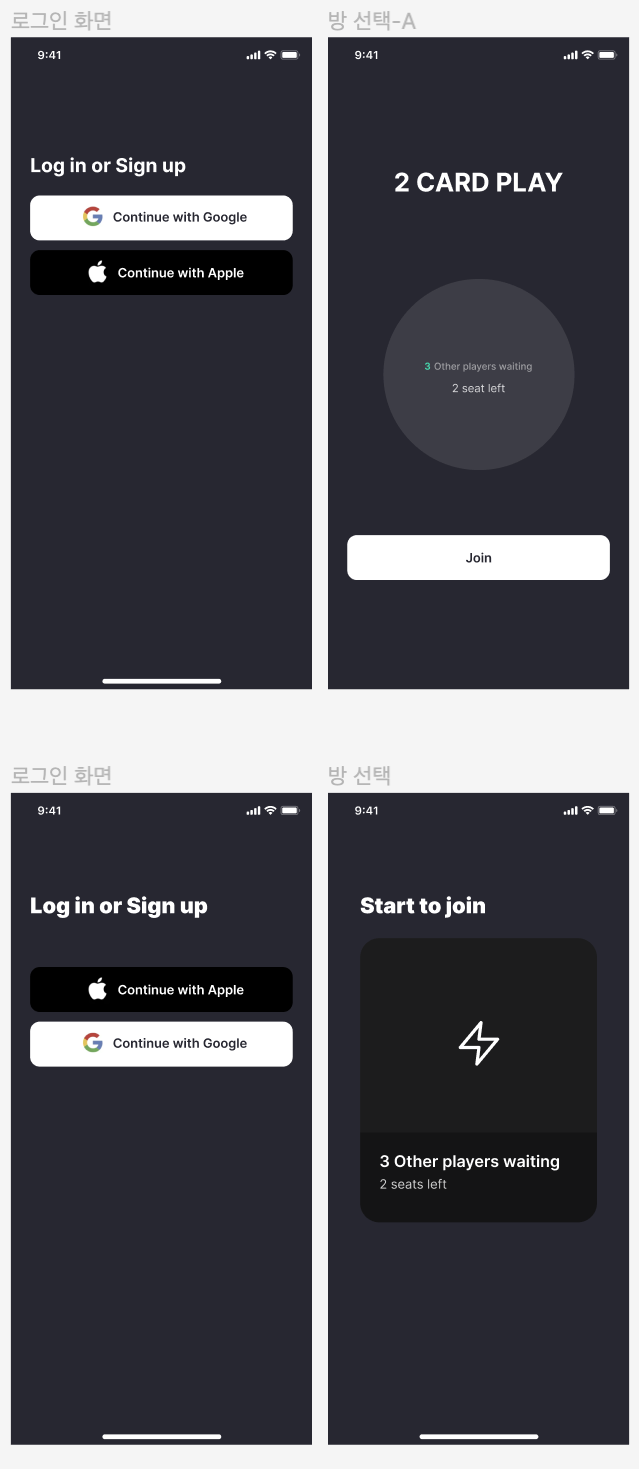 로그인 화면
9:41
Log in or Sign up
Continue with Google
Continue with Apple
방 선택-A
9:41
2 CARD PLAY
3 Other players waiting
2 seat left
Join
로그인 화면
9:41
Log in or Sign up
Continue with Apple
Continue with Google
방 선택
9:41
Start to join
3 Other players waiting
2 seats left